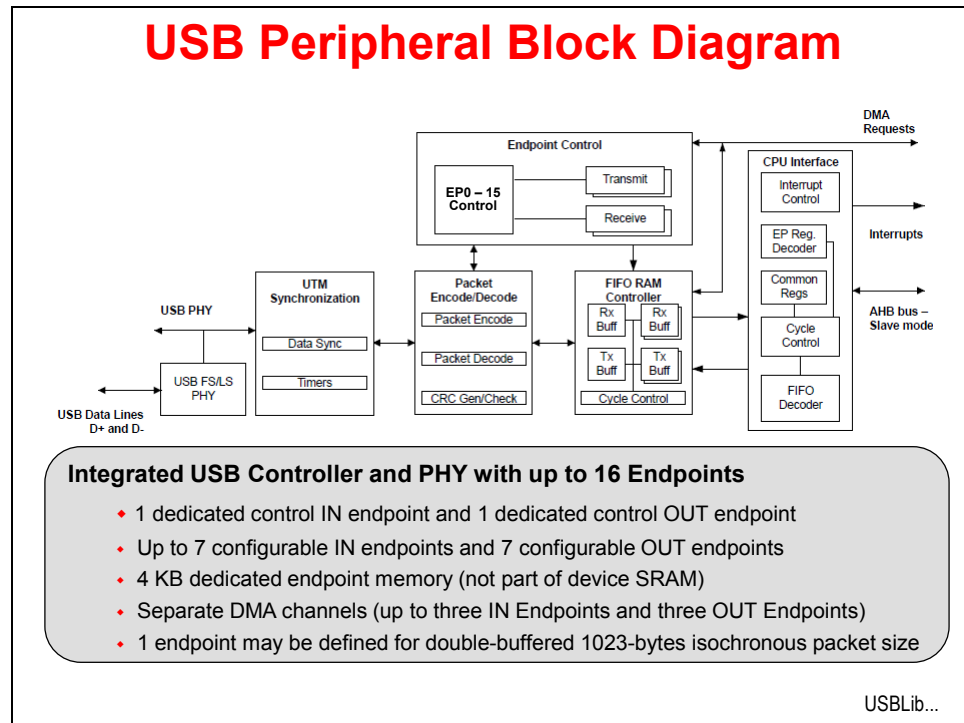 USB Peripheral Block Diagram
DMA
Requests
Endpoint Control
EP0 – 15
Control
Transmit
Receive
CPU Interface
Interrupt
Control
EP Reg.
Decoder
Common
Regs
Cycle
Control
FIFO
Decoder
Interrupts
AHB bus –
Slave mode
UTM
Synchronization
Data Sync
Timers
Packet
Encode/Decode
Packet Encode
Packet Decode
CRC Gen/Check
FIFO RAM
Controller
Rx
Buff
Rx
Buff
Tx
Buff
Tx
Buff
Cycle Control
USB PHY
USB FS/LS
PHY
USB Data Lines
D+ and D-
Integrated USB Controller and PHY with up to 16 Endpoints
◆ 1 dedicated control IN endpoint and 1 dedicated control OUT endpoint
◆ Up to 7 configurable IN endpoints and 7 configurable OUT endpoints
◆ 4 KB dedicated endpoint memory (not part of device SRAM)
◆ Separate DMA channels (up to three IN Endpoints and three OUT Endpoints)
◆ 1 endpoint may be defined for double-buffered 1023-bytes isochronous packet size
USBLib...